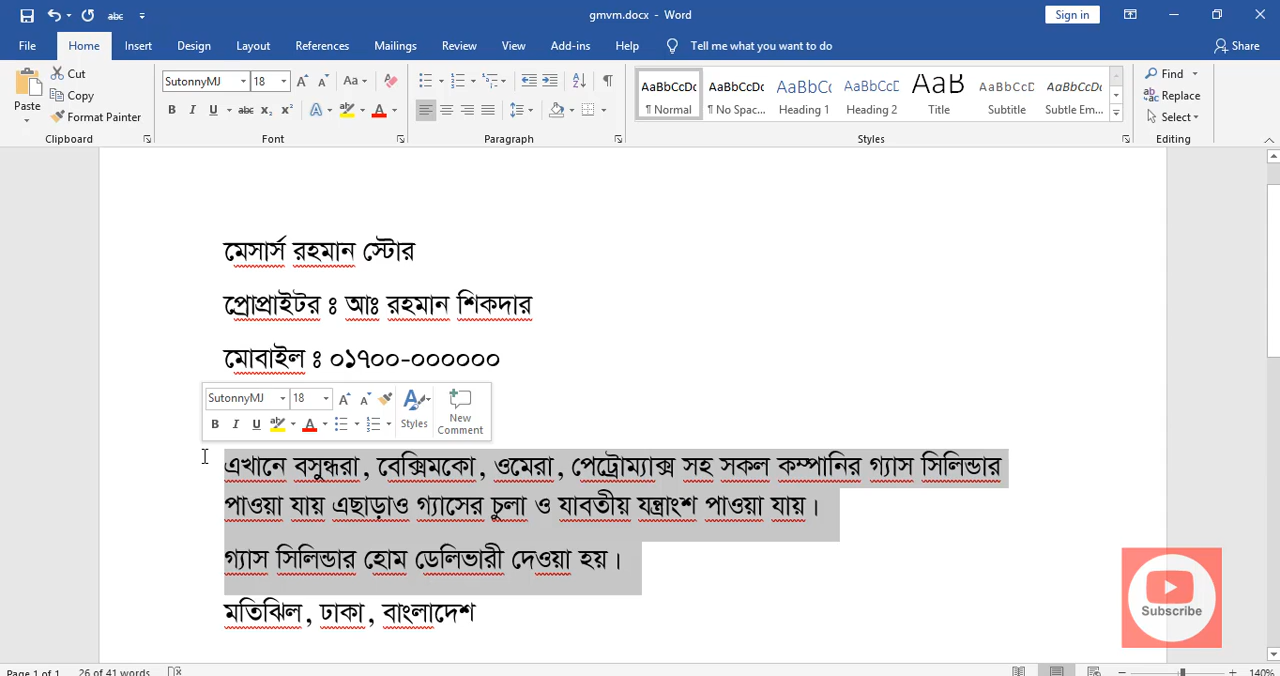 gmvm.docx - Word
Sign in
File Home Insert Design Layout References Mailings Review View Add-ins Help Tell me what you want to do Share
Paste Cut Copy Format Painter
SutonnyMJ 18
AaBbCcDc AaBbCcDc AaBbCc AaBbCcC AaB AaBbCcD AaBbCcDc
¶ Normal ¶ No Spac... Heading 1 Heading 2 Title Subtitle Subtle Em...
Find Replace Select
Clipboard Font Paragraph Styles Editing
মেসার্স রহমান স্টোর
প্রোপ্রাইটর ঃ আঃ রহমান শিকদার
মোবাইল ঃ ০১৭০০-০০০০০০
SutonnyMJ 18
B I U Styles New Comment
এখানে বসুন্ধরা, বেক্সিমকো, ওমেরা, পেট্রোম্যাক্স সহ সকল কম্পানির গ্যাস সিলিন্ডার
পাওয়া যায় এছাড়াও গ্যাসের চুলা ও যাবতীয় যন্ত্রাংশ পাওয়া যায়।
গ্যাস সিলিন্ডার হোম ডেলিভারী দেওয়া হয়।
মতিঝিল, ঢাকা, বাংলাদেশ
Subscribe
Page 1 of 1 26 of 41 words 140%